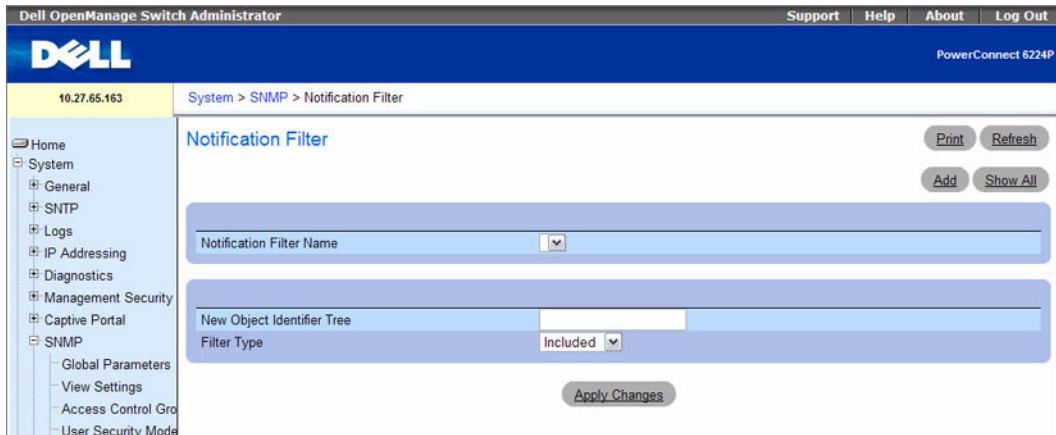 Dell OpenManage Switch Administrator
Support Help About Log Out
DELL
PowerConnect 6224P
10.27.65.163
System > SNMP > Notification Filter
Home
System
General
SNTP
Logs
IP Addressing
Diagnostics
Management Security
Captive Portal
SNMP
Global Parameters
View Settings
Access Control Gro
User Security Mode
Notification Filter
Print Refresh
Add Show All
Notification Filter Name
New Object Identifier Tree
Filter Type Included
Apply Changes